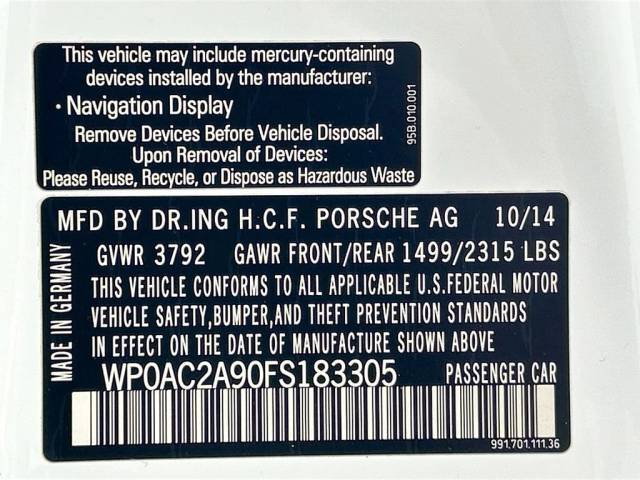 This vehicle may include mercury-containing
devices installed by the manufacturer:
· Navigation Display
Remove Devices Before Vehicle Disposal.
Upon Removal of Devices:
Please Reuse, Recycle, or Dispose as Hazardous Waste
95B.010.001
MFD BY DR.ING H.C.F. PORSCHE AG 10/14
GVWR 3792 GAWR FRONT/REAR 1499/2315 LBS
THIS VEHICLE CONFORMS TO ALL APPLICABLE U.S.FEDERAL MOTOR
VEHICLE SAFETY,BUMPER,AND THEFT PREVENTION STANDARDS
IN EFFECT ON THE DATE OF MANUFACTURE SHOWN ABOVE
MADE IN GERMANY
WP0AC2A90FS183305 PASSENGER CAR
991.701.111.36